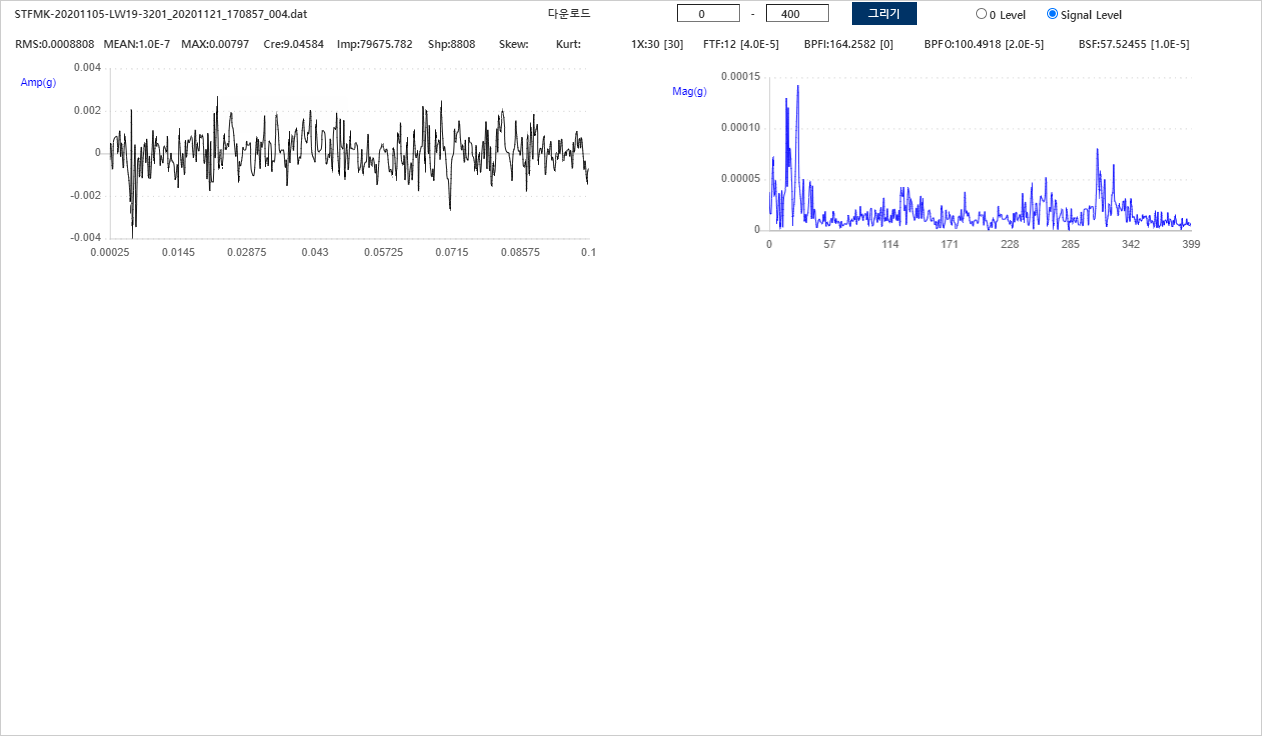 STFMK-20201105-LW19-3201_20201121_170857_004.dat 다운로드 0 - 400 그리기 0 Level Signal Level
RMS:0.0008808 MEAN:1.0E-7 MAX:0.00797 Cre:9.04584 Imp:79675.782 Shp:8808 Skew: Kurt: 1X:30 [30] FTF:12 [4.0E-5] BPFI:164.2582 [0] BPFO:100.4918 [2.0E-5] BSF:57.52455 [1.0E-5]
Amp(g)
0.004
0.002
0
-0.002
-0.004
0.00025 0.0145 0.02875 0.043 0.05725 0.0715 0.08575 0.1
Mag(g)
0.00015
0.00010
0.00005
0
0 57 114 171 228 285 342 399